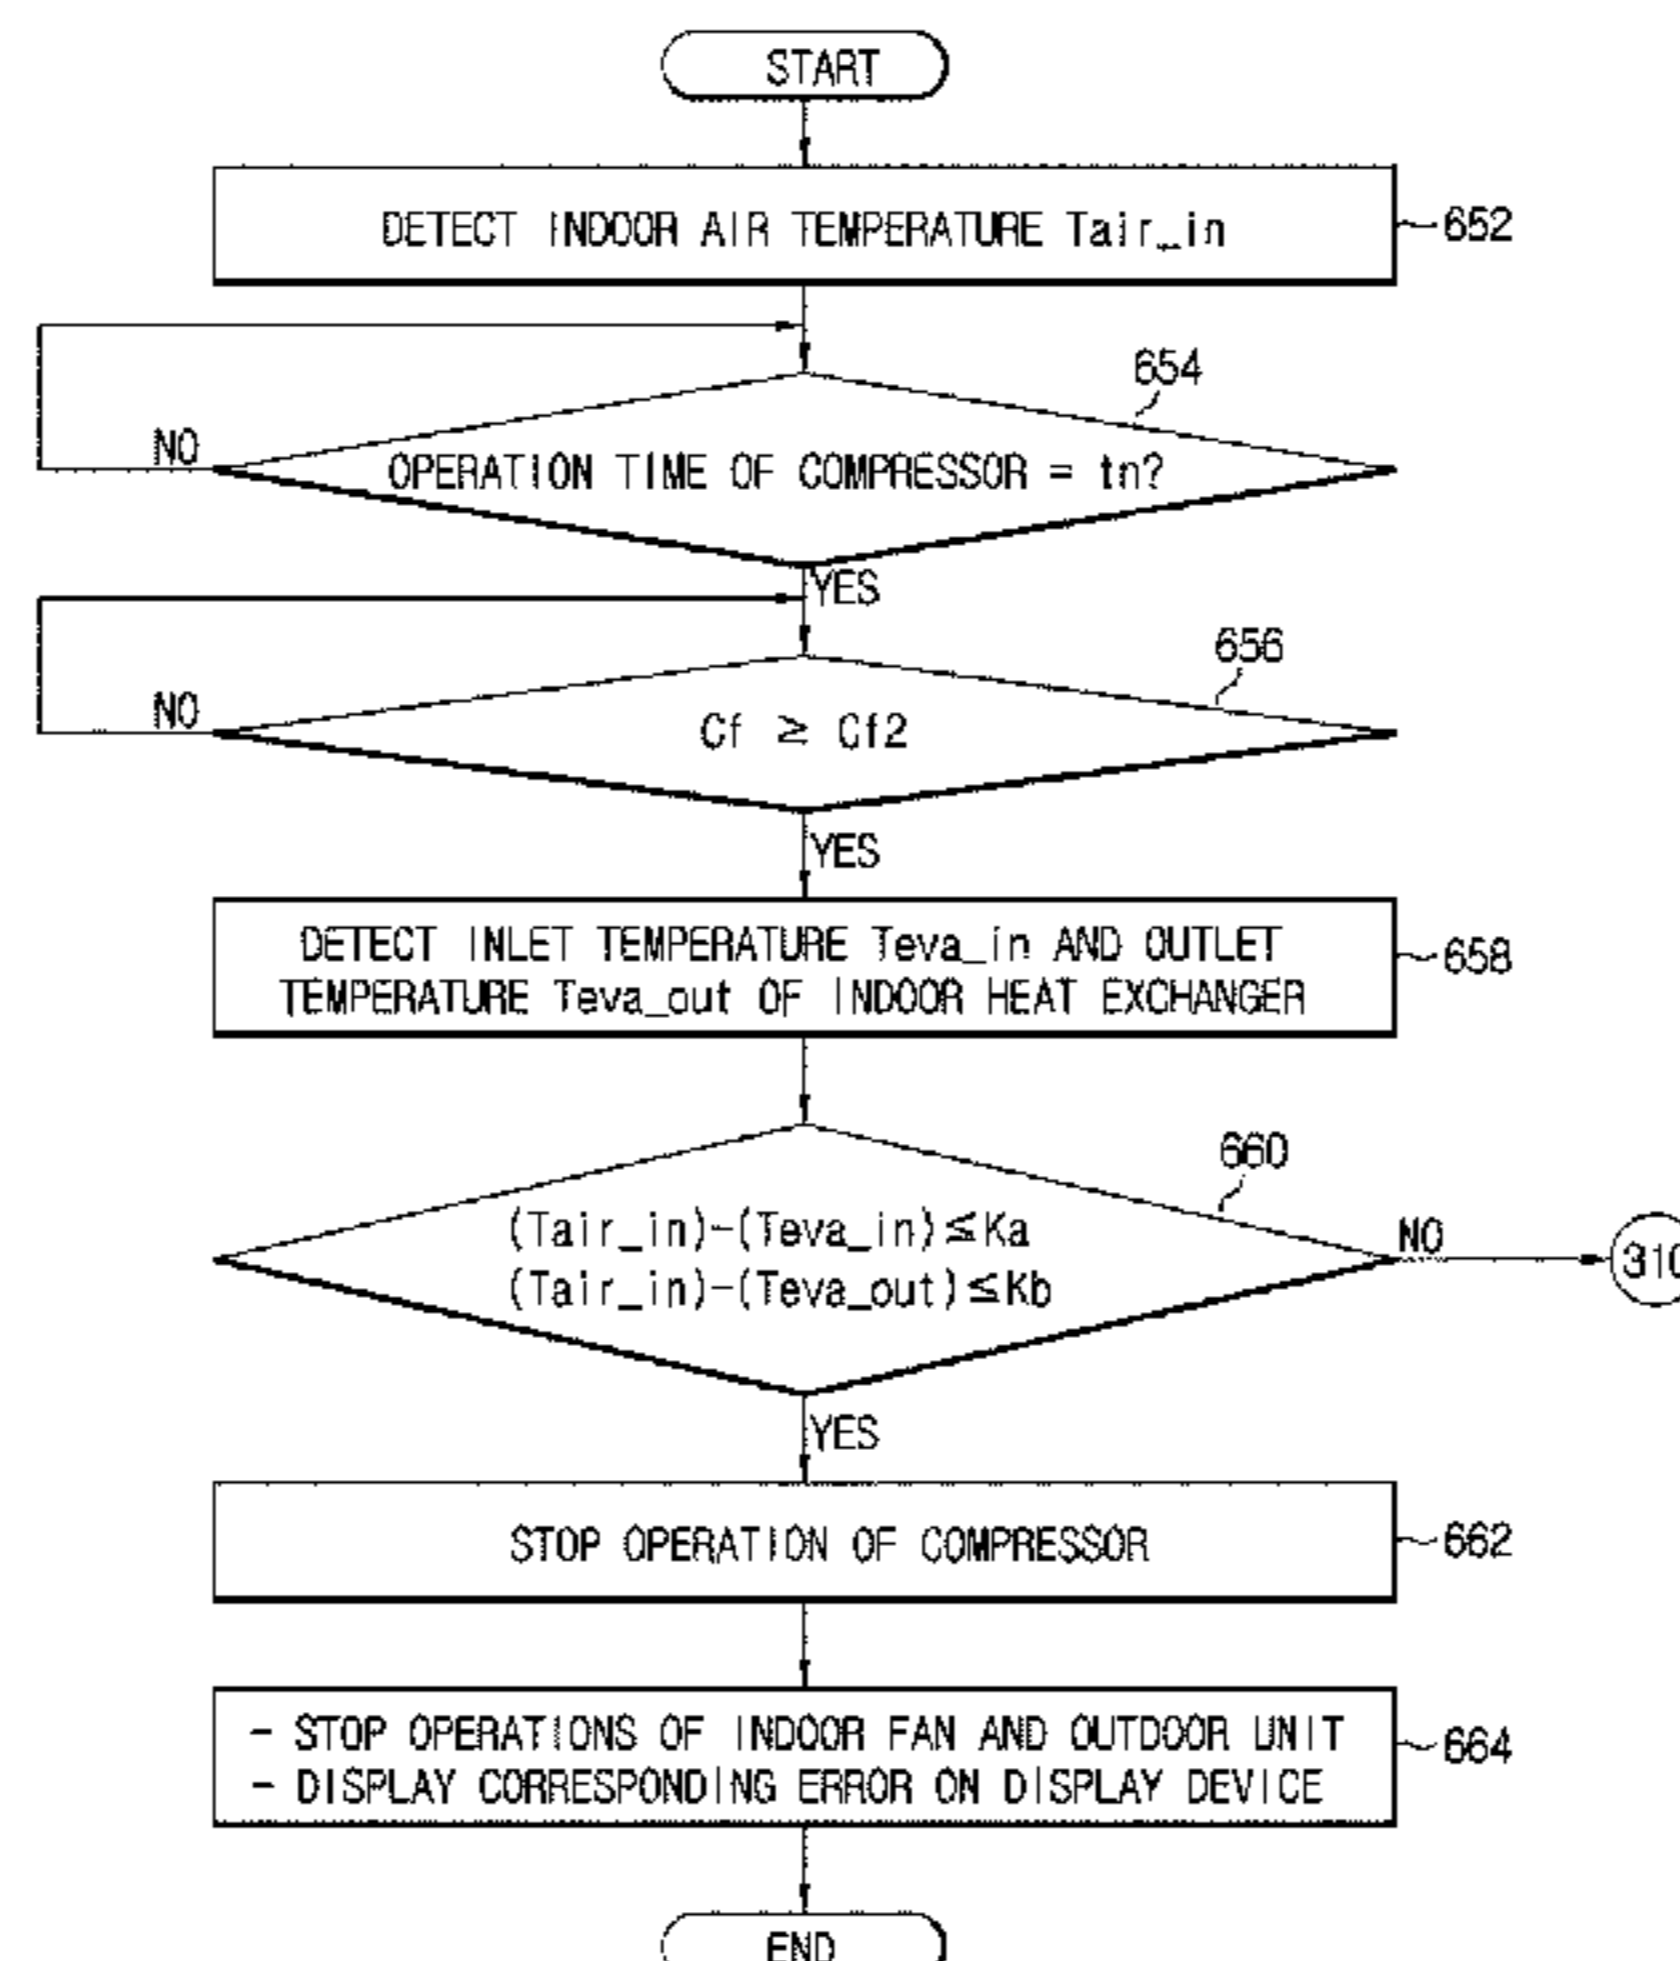 START
DETECT INDOOR AIR TEMPERATURE Tair_in
652
654
NO
OPERATION TIME OF COMPRESSOR = tn?
YES
656
NO
Cf ≥ Cf2
YES
DETECT INLET TEMPERATURE Teva_in AND OUTLET
TEMPERATURE Teva_out OF INDOOR HEAT EXCHANGER
658
660
(Tair_in)-(Teva_in)≤Ka
(Tair_in)-(Teva_out)≤Kb
NO
310
YES
STOP OPERATION OF COMPRESSOR
662
- STOP OPERATIONS OF INDOOR FAN AND OUTDOOR UNIT
- DISPLAY CORRESPONDING ERROR ON DISPLAY DEVICE
664
END